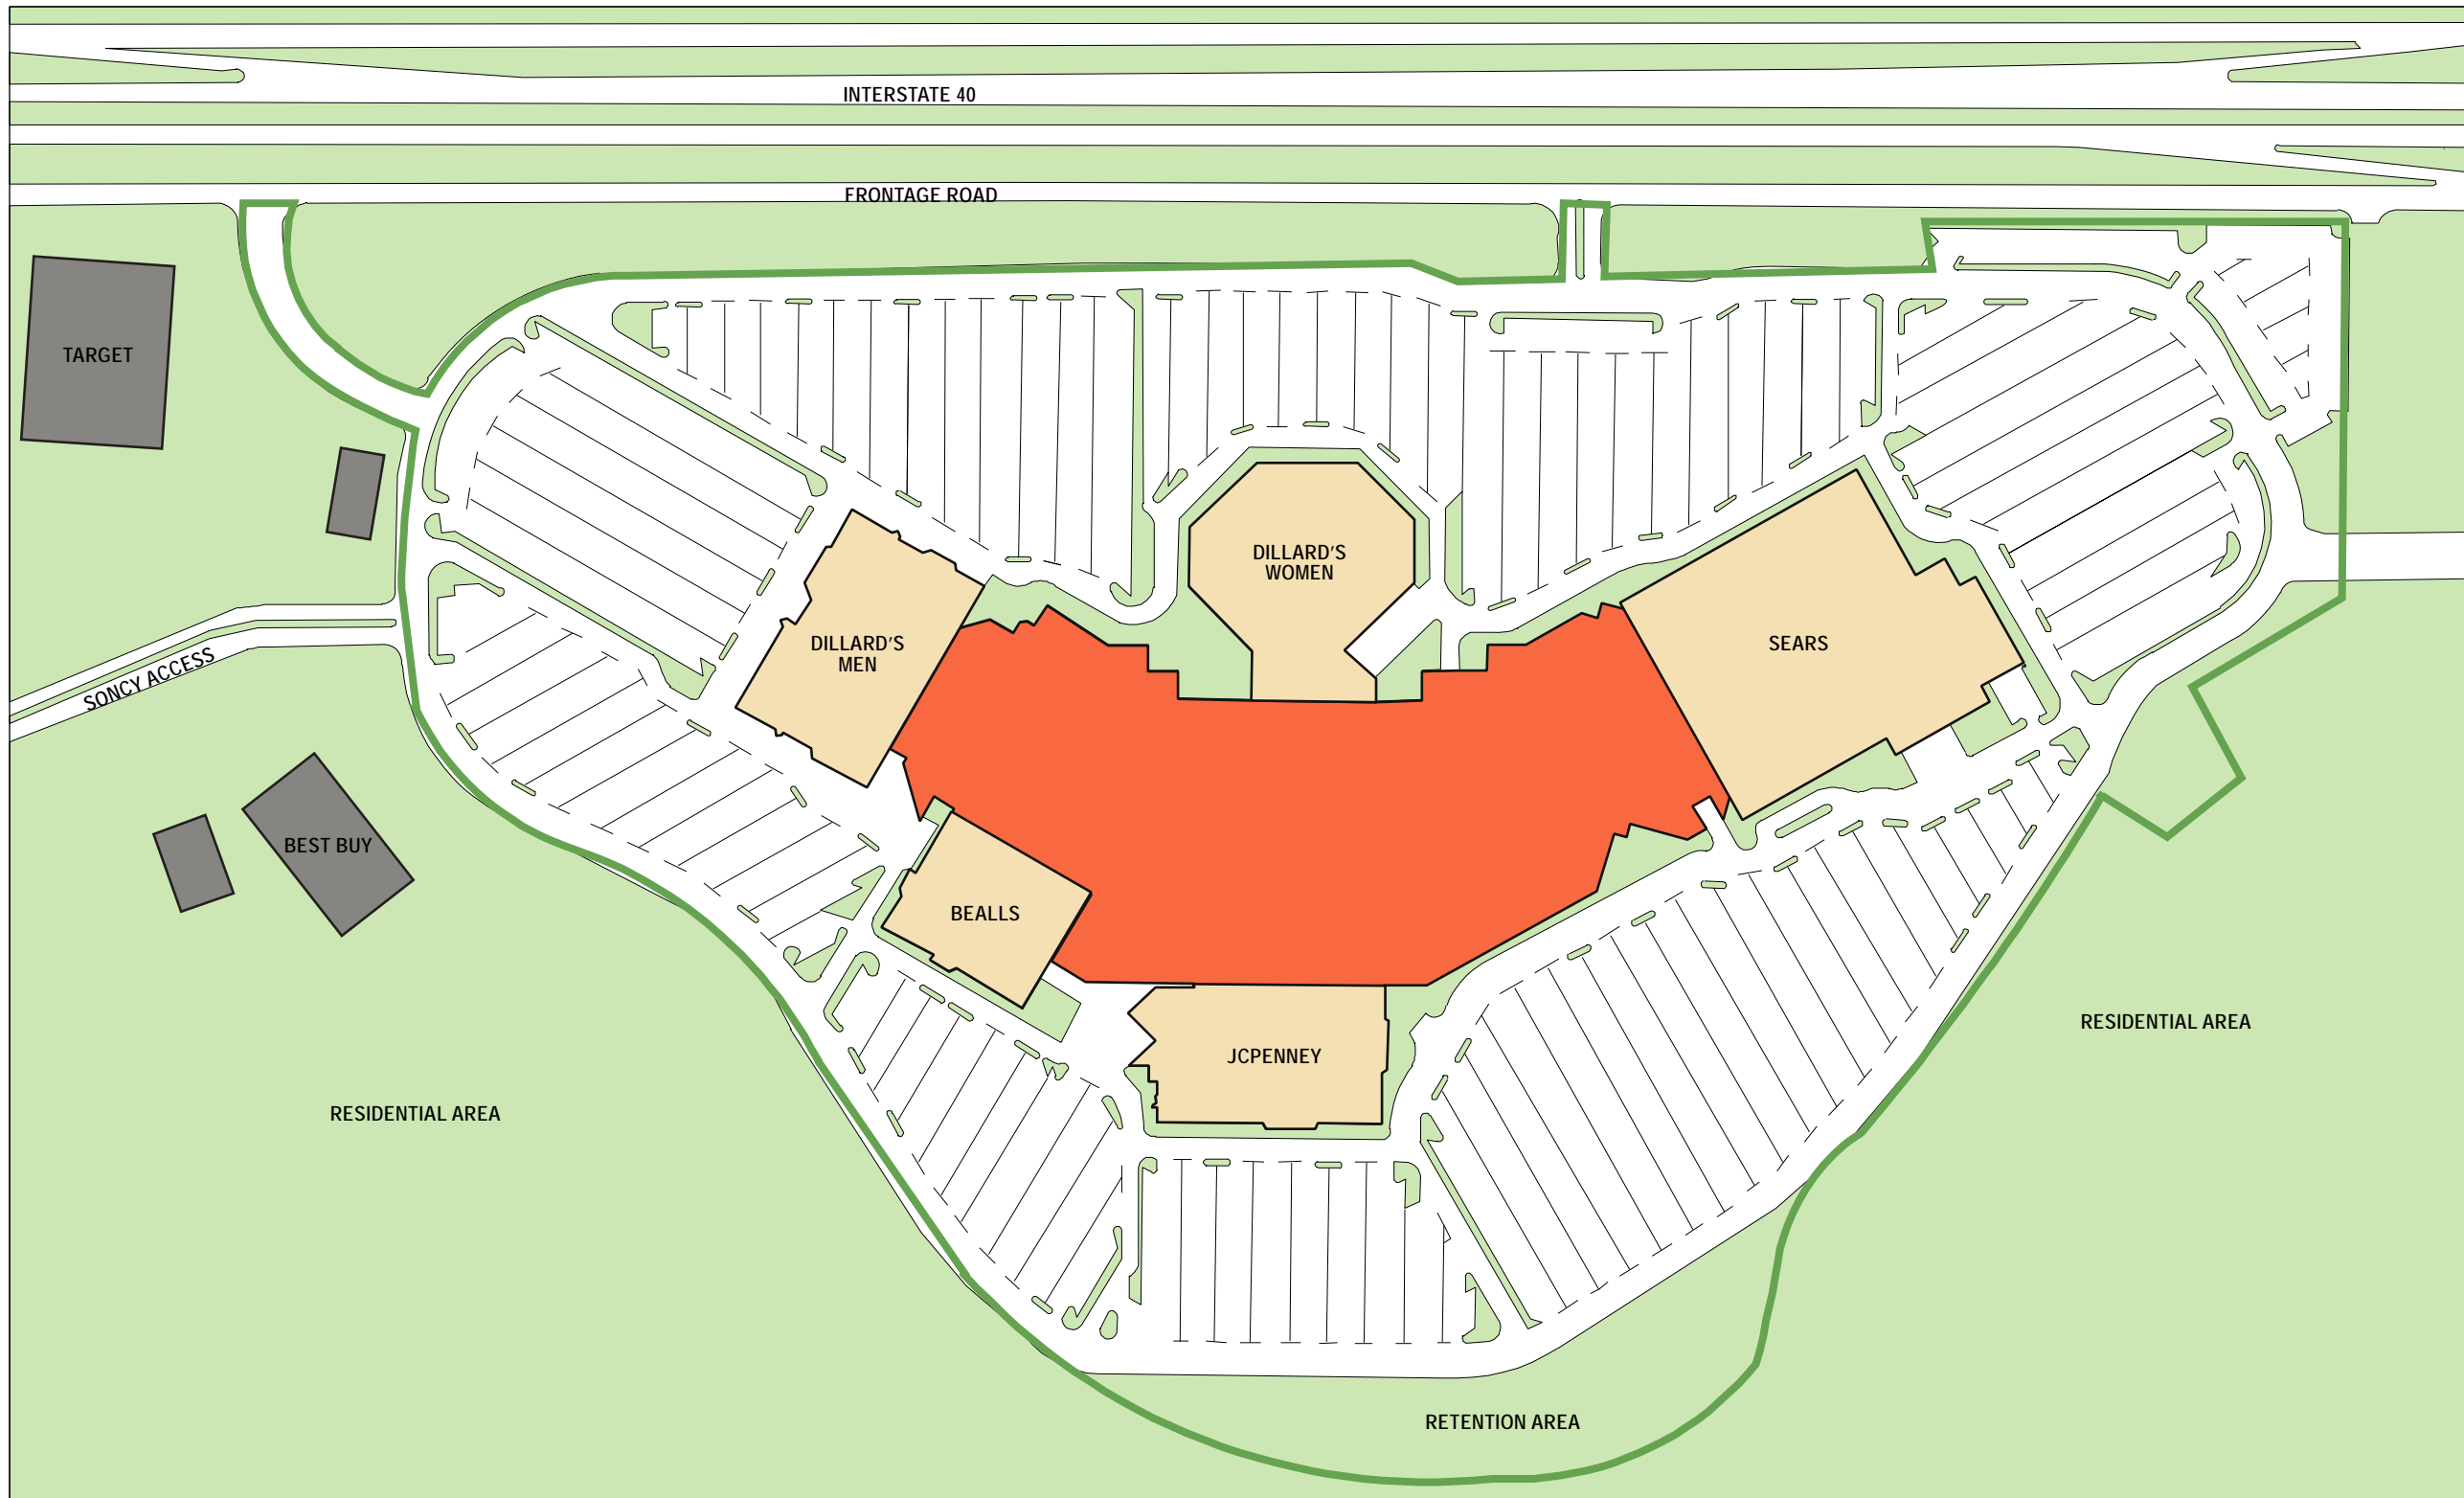 INTERSTATE 40
FRONTAGE ROAD
TARGET
DILLARD'S
WOMEN
DILLARD'S
MEN
SEARS
SONCY ACCESS
BEST BUY
BEALLS
RESIDENTIAL AREA
JCPENNEY
RESIDENTIAL AREA
RETENTION AREA